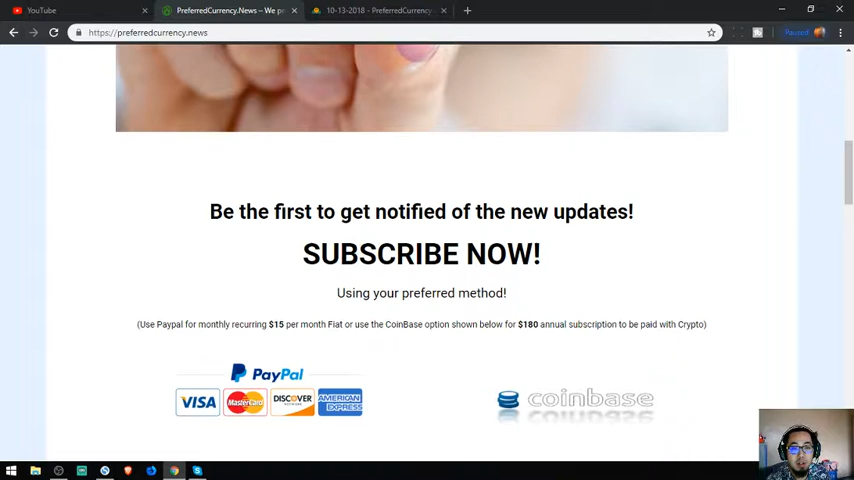 YouTube
PreferredCurrency.News – We pr
10-13-2018 - PreferredCurrency
https://preferredcurrency.news
Paused
Be the first to get notified of the new updates!
SUBSCRIBE NOW!
Using your preferred method!
(Use Paypal for monthly recurring $15 per month Fiat or use the CoinBase option shown below for $180 annual subscription to be paid with Crypto)
PayPal
coinbase
VISA MasterCard DISCOVER NETWORK AMERICAN EXPRESS